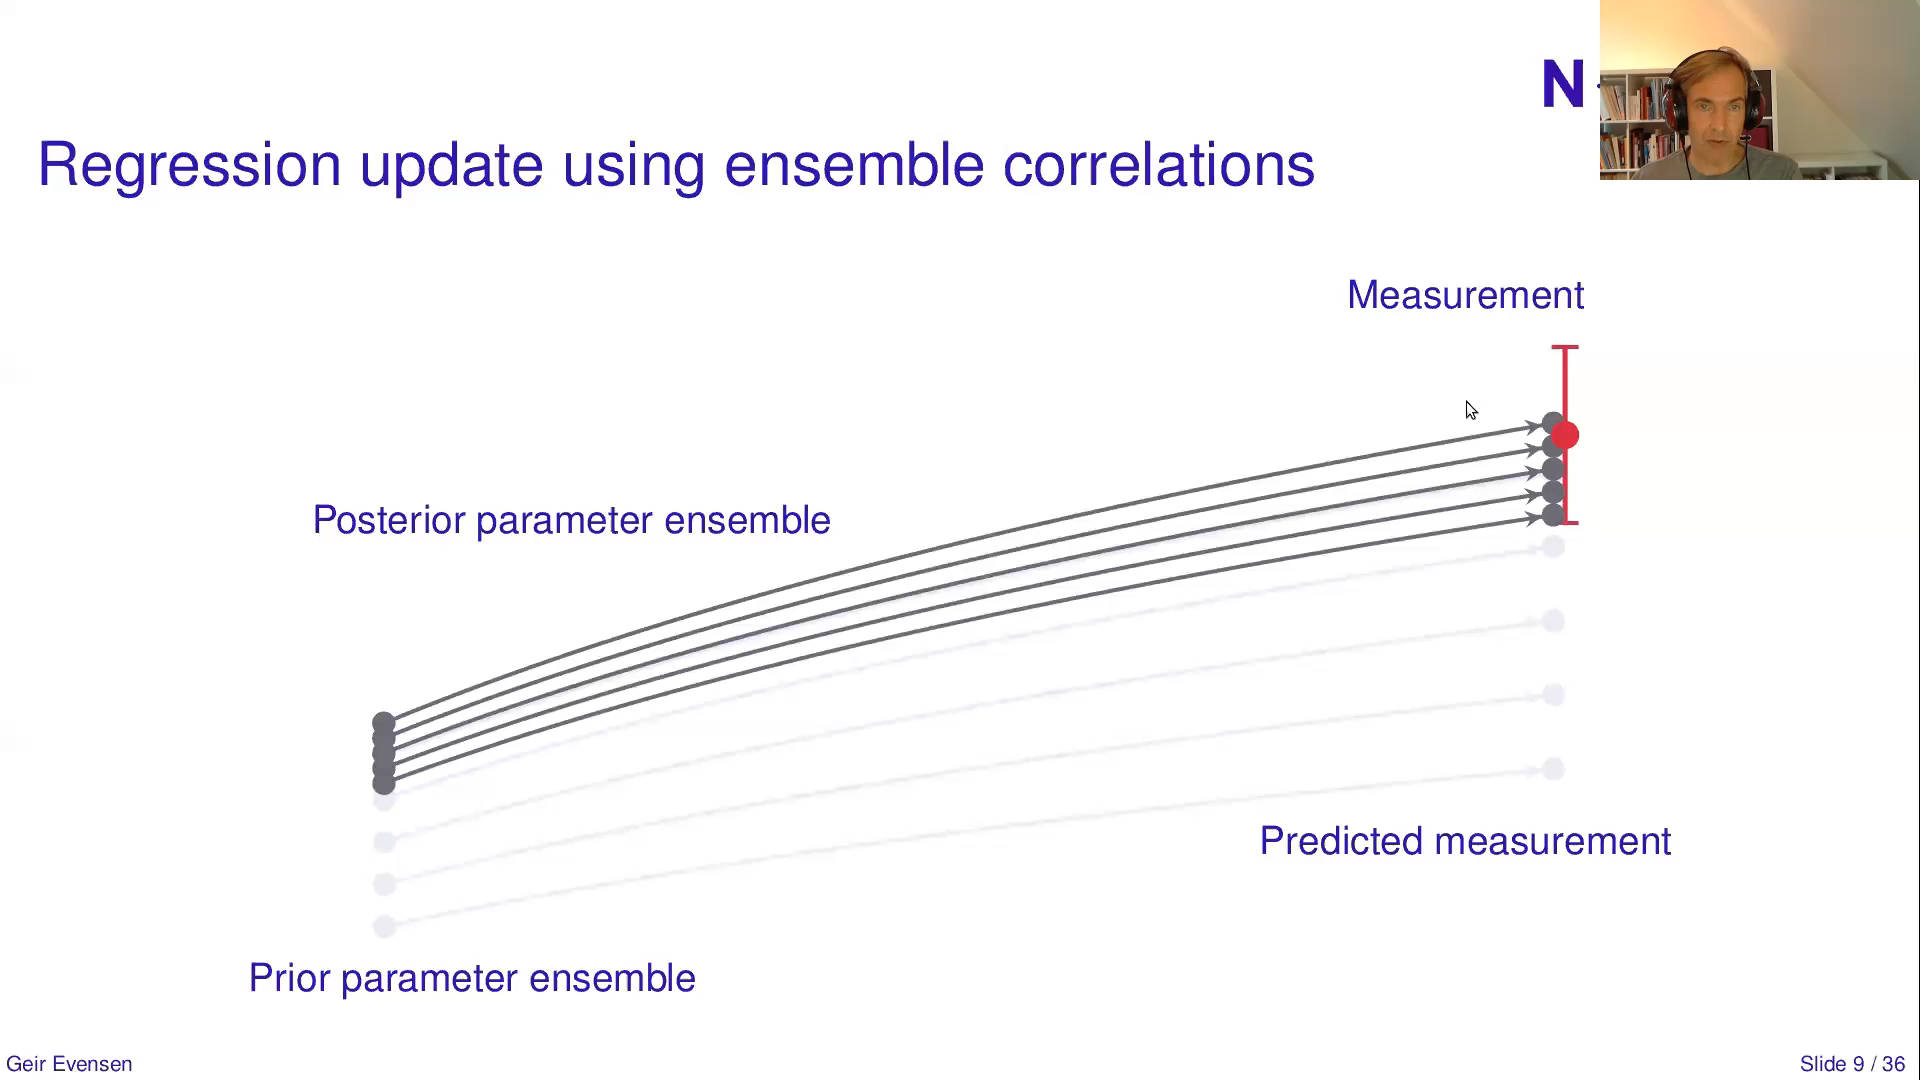 N
Regression update using ensemble correlations
Measurement
Posterior parameter ensemble
Predicted measurement
Prior parameter ensemble
Geir Evensen
Slide 9 / 36